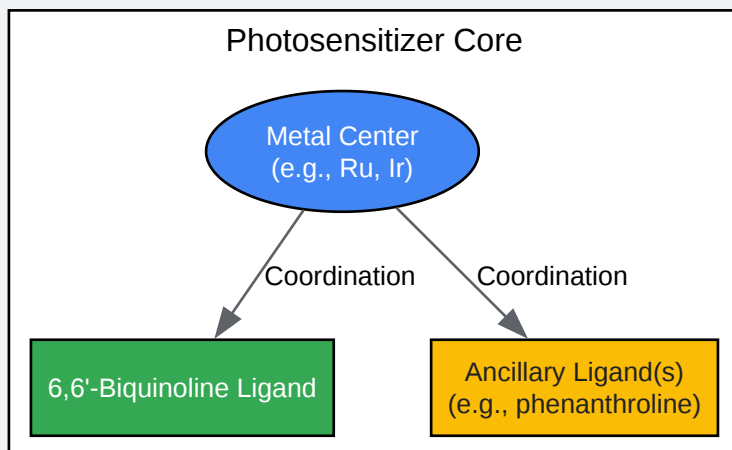 Photosensitizer Core
Metal Center
(e.g., Ru, Ir)
Coordination
Coordination
6,6'-Biquinoline Ligand
Ancillary Ligand(s)
(e.g., phenanthroline)